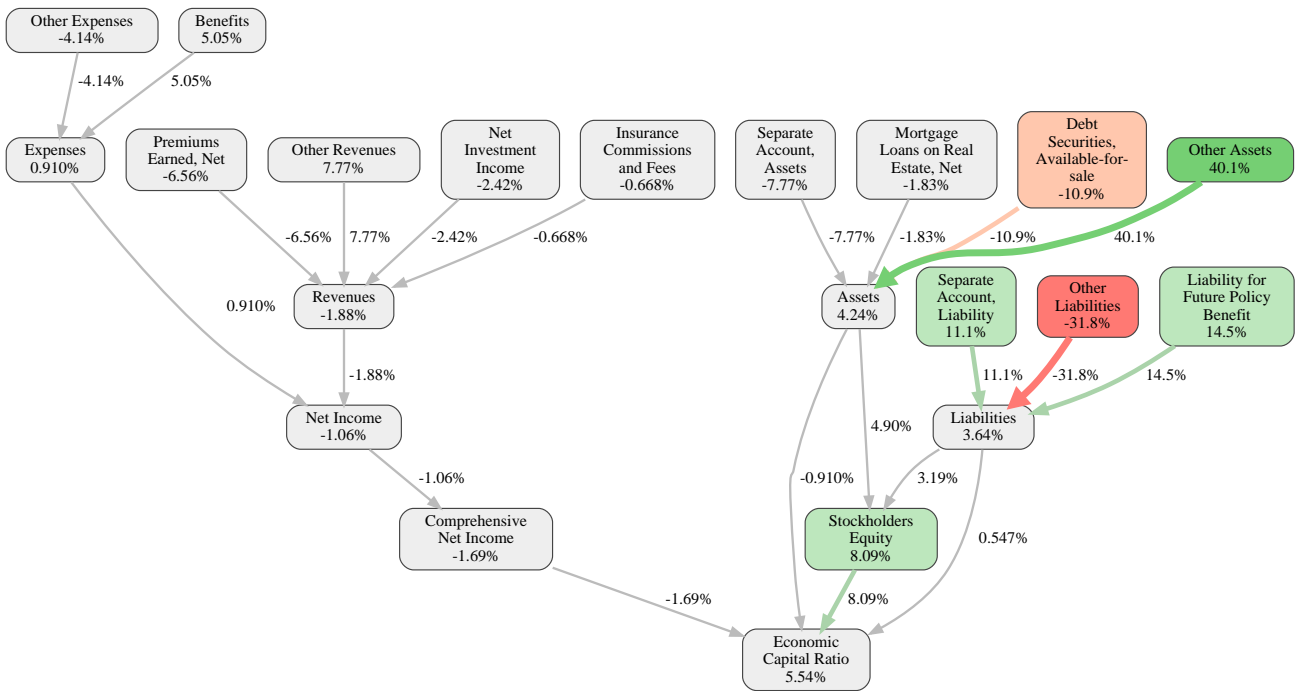 Other Expenses
-4.14%
Benefits
5.05%
-4.14%
5.05%
Expenses
0.910%
Premiums
Earned, Net
-6.56%
Other Revenues
7.77%
Net
Investment
Income
-2.42%
Insurance
Commissions
and Fees
-0.668%
Separate
Account,
Assets
-7.77%
Mortgage
Loans on Real
Estate, Net
-1.83%
Debt
Securities,
Available-for-
sale
-10.9%
Other Assets
40.1%
-6.56%
7.77%
-2.42%
-0.668%
-7.77%
-1.83%
-10.9%
40.1%
0.910%
Revenues
-1.88%
Assets
4.24%
Separate
Account,
Liability
11.1%
Other
Liabilities
-31.8%
Liability for
Future Policy
Benefit
14.5%
-1.88%
11.1%
-31.8%
14.5%
Net Income
-1.06%
4.90%
Liabilities
3.64%
-1.06%
-0.910%
3.19%
Comprehensive
Net Income
-1.69%
Stockholders
Equity
8.09%
0.547%
-1.69%
8.09%
Economic
Capital Ratio
5.54%